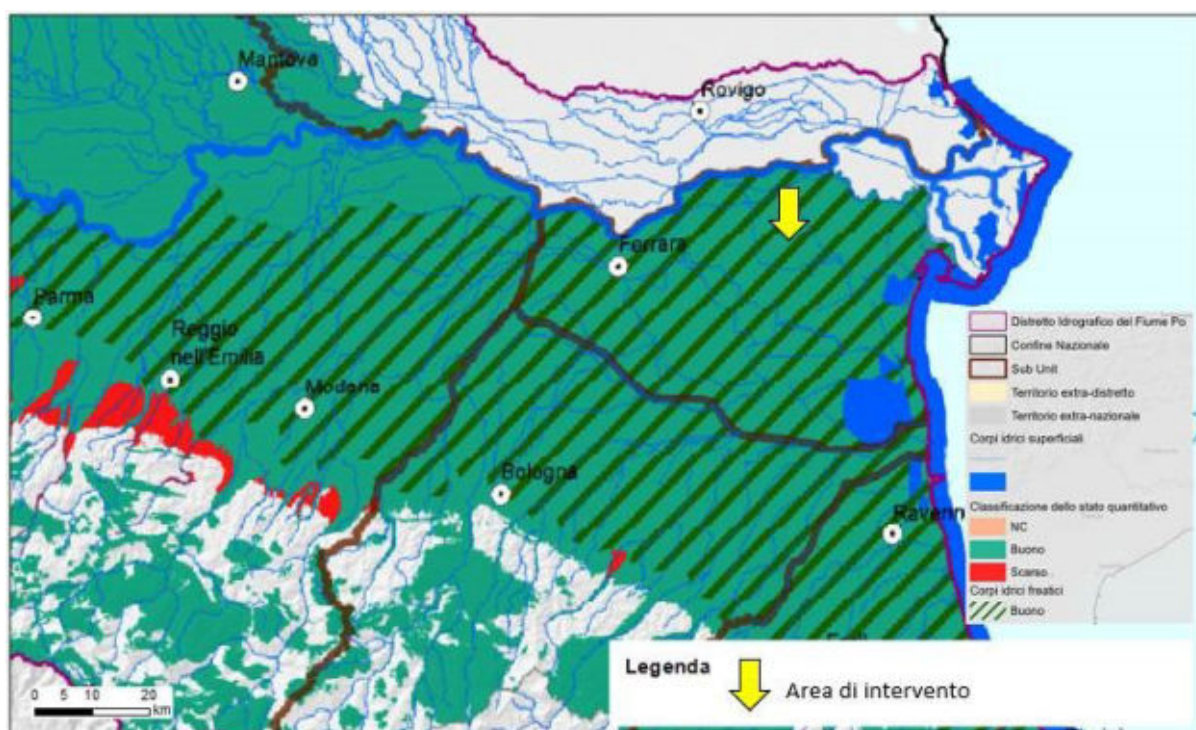 Mantova
Rovigo
Ferrara
Parma
Reggio
nell'Emilia
Modena
Bologna
Ravenn
Distretto Idrografico del Fiume Po
Confine Nazionale
Sub Unit
Territorio extra-distretto
Territorio extra-nazionale
Corpi idrici superficiali
Classificazione dello stato quantitativo
NC
Buono
Scarso
Corpi idrici freatici
Buono
Legenda
Area di intervento
0 5 10 20
km